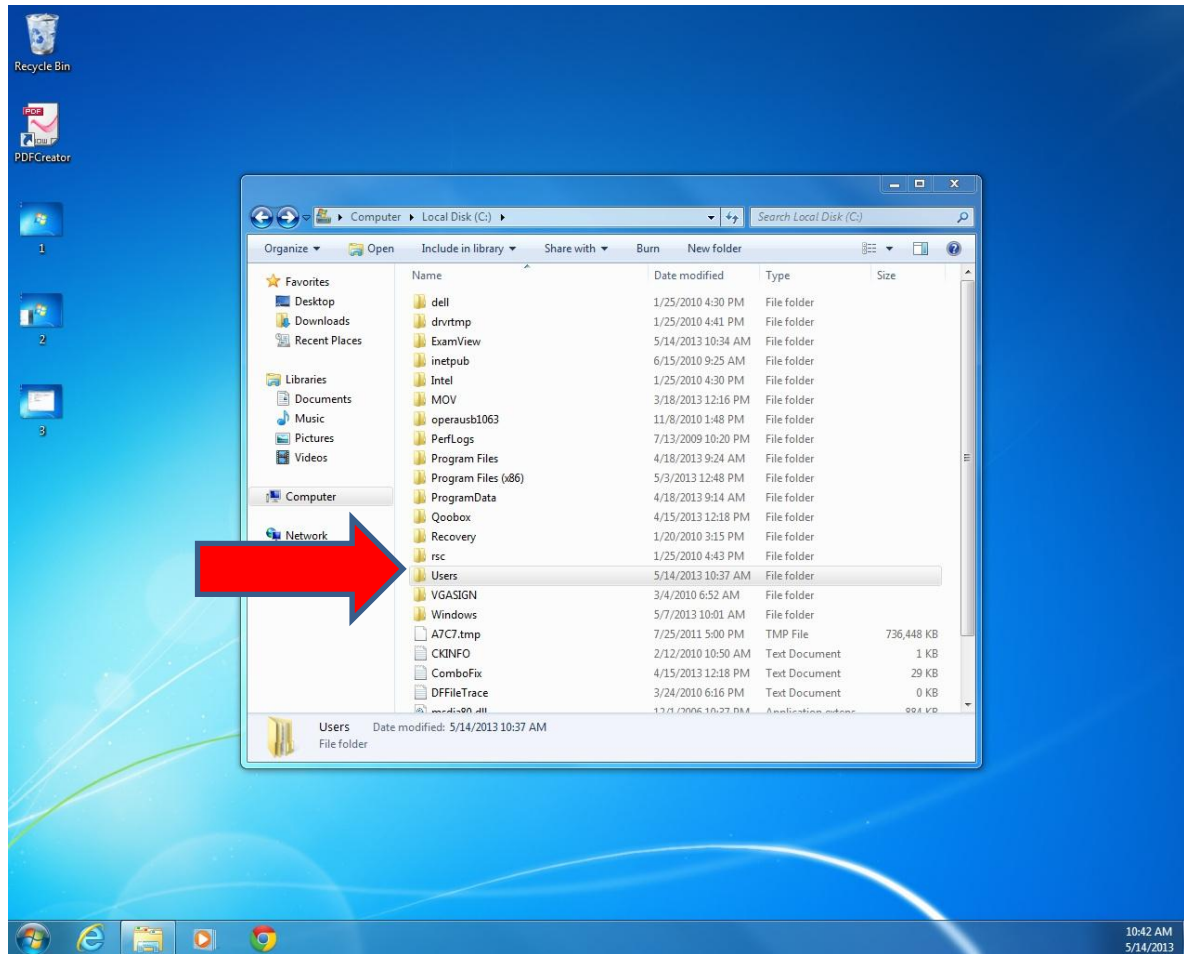 Recycle Bin
PDF
PDFCreator
1
2
3
Computer Local Disk (C:)
Search Local Disk (C:)
Organize Open Include in library Share with Burn New folder
Favorites
Desktop
Downloads
Recent Places
Libraries
Documents
Music
Pictures
Videos
Computer
Network
Name Date modified Type Size
dell 1/25/2010 4:30 PM File folder
drvrtmp 1/25/2010 4:41 PM File folder
ExamView 5/14/2013 10:34 AM File folder
inetpub 6/15/2010 9:25 AM File folder
Intel 1/25/2010 4:30 PM File folder
MOV 3/18/2013 12:16 PM File folder
operausb1063 11/8/2010 1:48 PM File folder
PerfLogs 7/13/2009 10:20 PM File folder
Program Files 4/18/2013 9:24 AM File folder
Program Files (x86) 5/3/2013 12:48 PM File folder
ProgramData 4/18/2013 9:14 AM File folder
Qoobox 4/15/2013 12:18 PM File folder
Recovery 1/20/2010 3:15 PM File folder
rsc 1/25/2010 4:43 PM File folder
Users 5/14/2013 10:37 AM File folder
VGASIGN 3/4/2010 6:52 AM File folder
Windows 5/7/2013 10:01 AM File folder
A7C7.tmp 7/25/2011 5:00 PM TMP File 736,448 KB
CKINFO 2/12/2010 10:50 AM Text Document 1 KB
ComboFix 4/15/2013 12:18 PM Text Document 29 KB
DFFileTrace 3/24/2010 6:16 PM Text Document 0 KB
msdia80.dll 12/1/2006 10:37 PM Application extens 884 KB
Users Date modified: 5/14/2013 10:37 AM
File folder
10:42 AM
5/14/2013